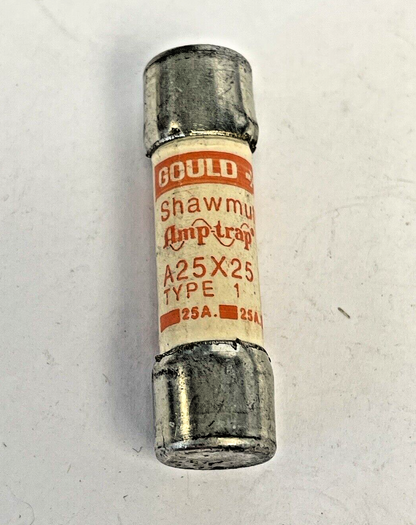 GOULD
Shawmu
Amp-trap
A25X25
TYPE 1
25A. 25A.